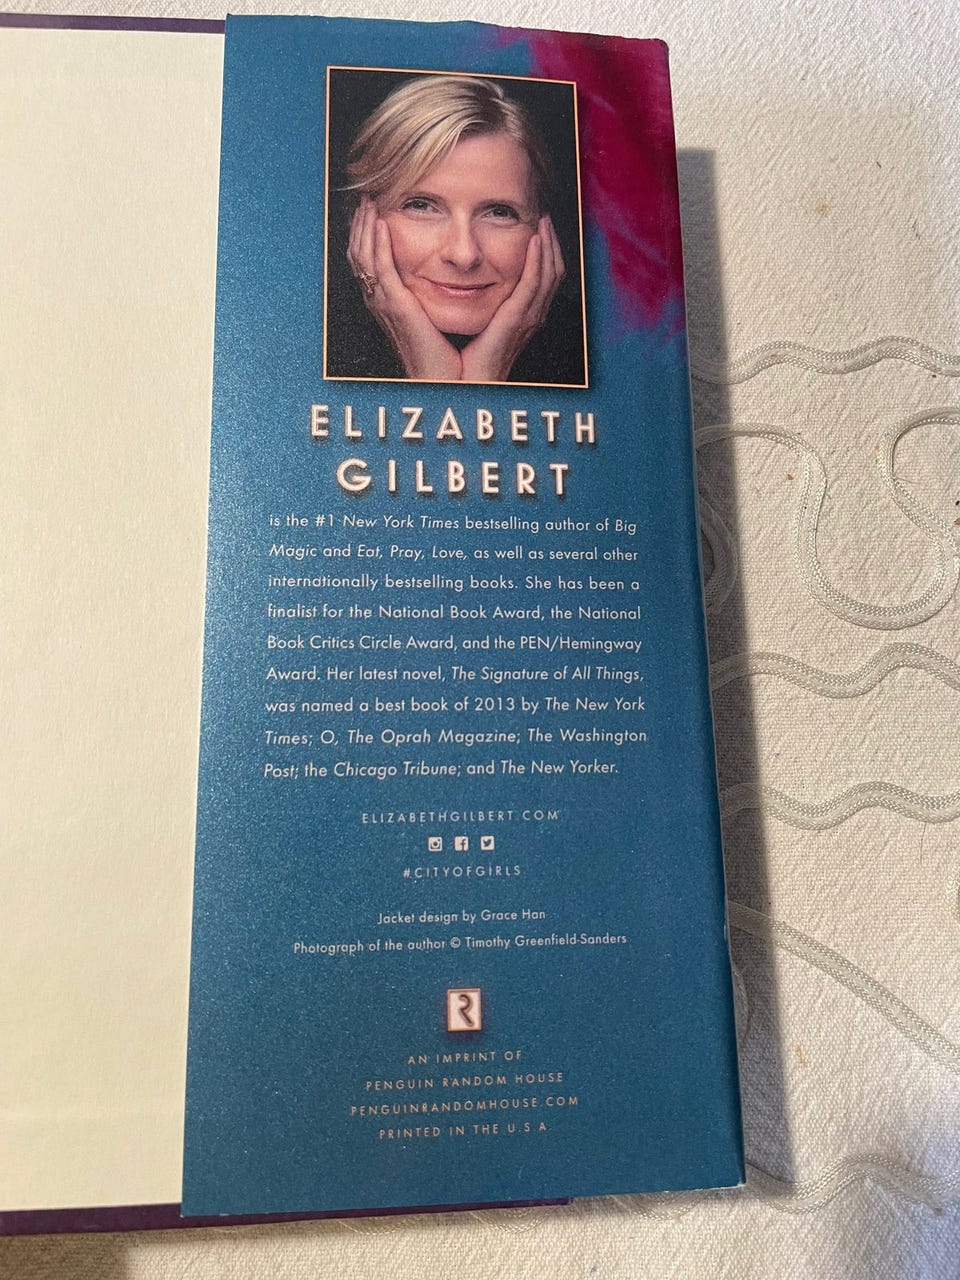 ELIZABETH
GILBERT
is the #1 New York Times bestselling author of Big
Magic and Eat, Pray, Love, as well as several other
internationally bestselling books. She has been a
finalist for the National Book Award, the National
Book Critics Circle Award, and the PEN/Hemingway
Award. Her latest novel, The Signature of All Things,
was named a best book of 2013 by The New York
Times; O, The Oprah Magazine; The Washington
Post; the Chicago Tribune; and The New Yorker.
ELIZABETHGILBERT.COM
#CITYOFGIRLS
Jacket design by Grace Han
Photograph of the author © Timothy Greenfield-Sanders
R
AN IMPRINT OF
PENGUIN RANDOM HOUSE
PENGUINRANDOMHOUSE.COM
PRINTED IN THE U.S.A.